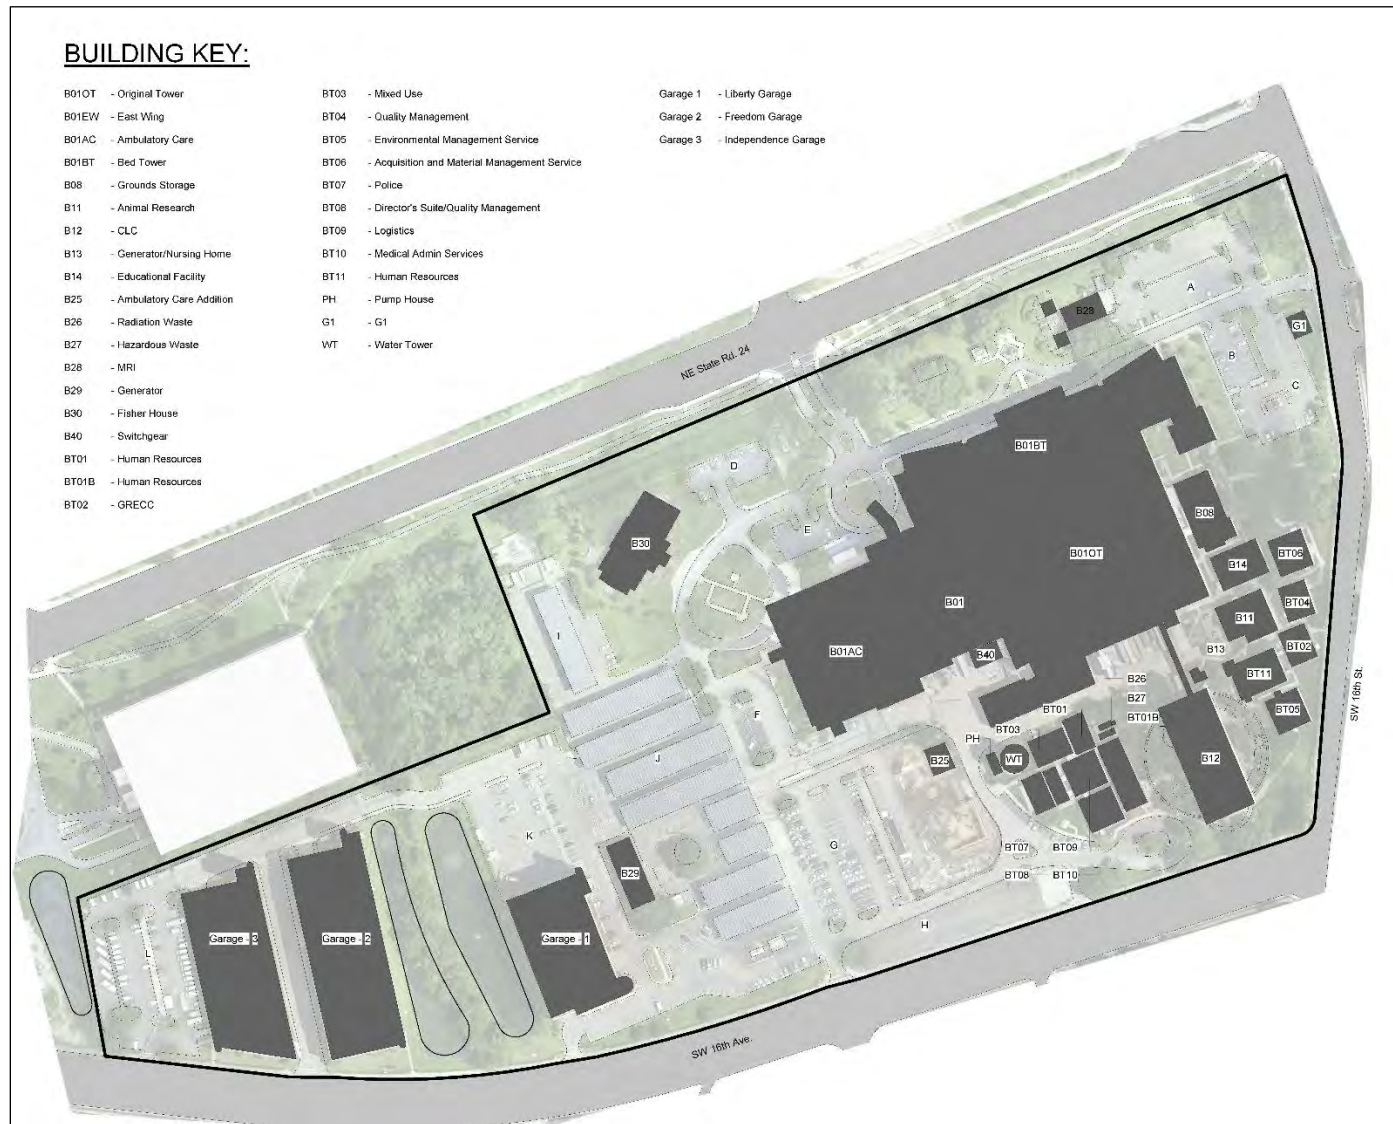 BUILDING KEY:
B01OT - Original Tower
B01EW - East Wing
B01AC - Ambulatory Care
B01BT - Bed Tower
B08 - Grounds Storage
B11 - Animal Research
B12 - CLC
B13 - Generator/Nursing Home
B14 - Educational Facility
B25 - Ambulatory Care Addition
B26 - Radiation Waste
B27 - Hazardous Waste
B28 - MRI
B29 - Generator
B30 - Fisher House
B40 - Switchgear
BT01 - Human Resources
BT01B - Human Resources
BT02 - GRECC
BT03 - Mixed Use
BT04 - Quality Management
BT05 - Environmental Management Service
BT06 - Acquisition and Material Management Service
BT07 - Police
BT08 - Director's Suite/Quality Management
BT09 - Logistics
BT10 - Medical Admin Services
BT11 - Human Resources
PH - Pump House
G1 - G1
WT - Water Tower
Garage 1 - Liberty Garage
Garage 2 - Freedom Garage
Garage 3 - Independence Garage
A
B28
G1
B
C
NE State Rd. 24
B01BT
D
B08
E
B30
B01OT
BT06
B14
B01
BT04
B11
I
B13
BT02
B01AC
B40
BT11
B26
B27
SW 16th St.
BT01
BT05
F
BT01B
BT03
PH
J
B25
WT
B12
K
G
BT07
BT09
B29
BT08
BT10
H
Garage - 3
Garage - 2
Garage - 1
L
SW 16th Ave.